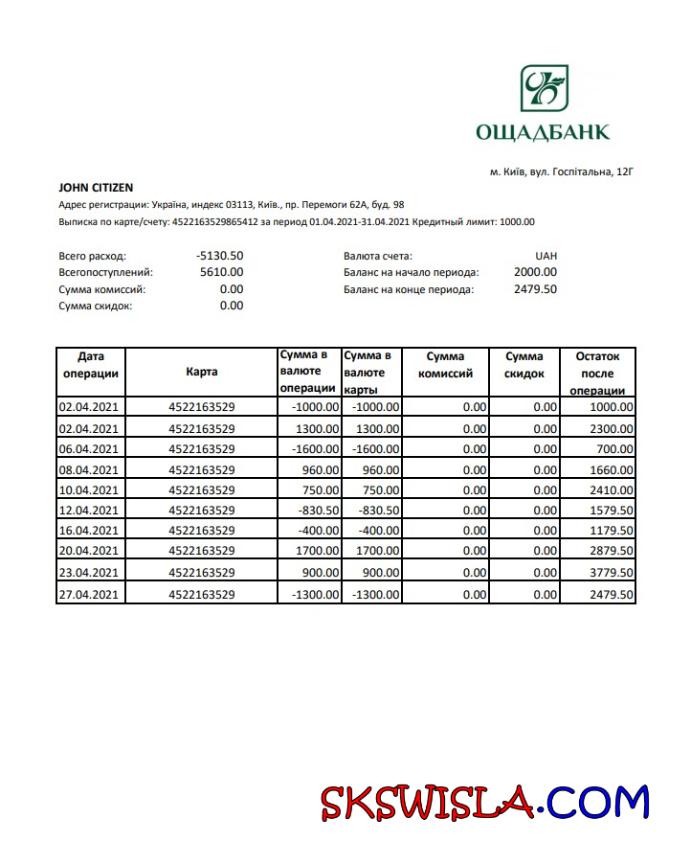 ОЩАДБАНК
м. Київ, вул. Госпітальна, 12Г
JOHN CITIZEN
Адрес регистрации: Україна, индекс 03113, Київ., пр. Перемоги 62А, буд. 98
Выписка по карте/счету: 4522163529865412 за период 01.04.2021-31.04.2021 Кредитный лимит: 1000.00
Всего расход: -5130.50 Валюта счета: UAH
Всегопоступлений: 5610.00 Баланс на начало периода: 2000.00
Сумма комиссий: 0.00 Баланс на конце периода: 2479.50
Сумма скидок: 0.00
Дата операции Карта Сумма в валюте операции Сумма в валюте карты Сумма комиссий Сумма скидок Остаток после операции
02.04.2021 4522163529 -1000.00 -1000.00 0.00 0.00 1000.00
02.04.2021 4522163529 1300.00 1300.00 0.00 0.00 2300.00
06.04.2021 4522163529 -1600.00 -1600.00 0.00 0.00 700.00
08.04.2021 4522163529 960.00 960.00 0.00 0.00 1660.00
10.04.2021 4522163529 750.00 750.00 0.00 0.00 2410.00
12.04.2021 4522163529 -830.50 -830.50 0.00 0.00 1579.50
16.04.2021 4522163529 -400.00 -400.00 0.00 0.00 1179.50
20.04.2021 4522163529 1700.00 1700.00 0.00 0.00 2879.50
23.04.2021 4522163529 900.00 900.00 0.00 0.00 3779.50
27.04.2021 4522163529 -1300.00 -1300.00 0.00 0.00 2479.50
SKSWISLA.COM